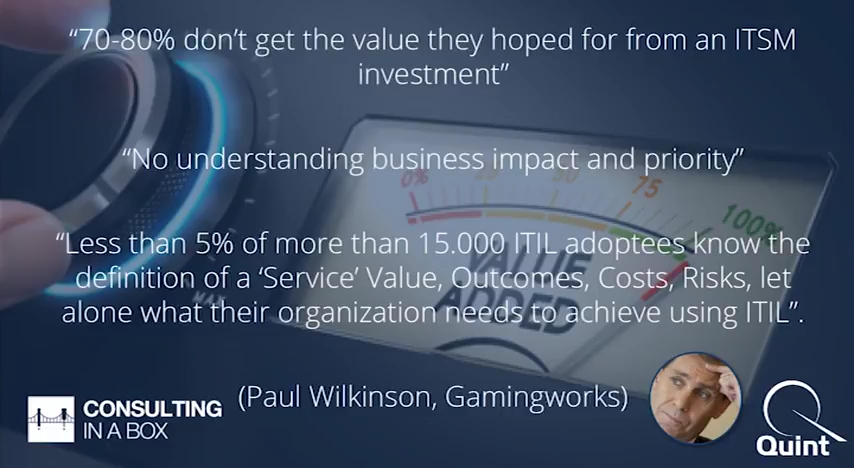 “70-80% don’t get the value they hoped for from an ITSM
investment”
“No understanding business impact and priority”
0%
25
50
75
100%
“Less than 5% of more than 15.000 ITIL adoptees know the
definition of a ‘Service’ Value, Outcomes, Costs, Risks, let
alone what their organization needs to achieve using ITIL”.
VALUE
ADDED
MAX
(Paul Wilkinson, Gamingworks)
CONSULTING
IN A BOX
Quint